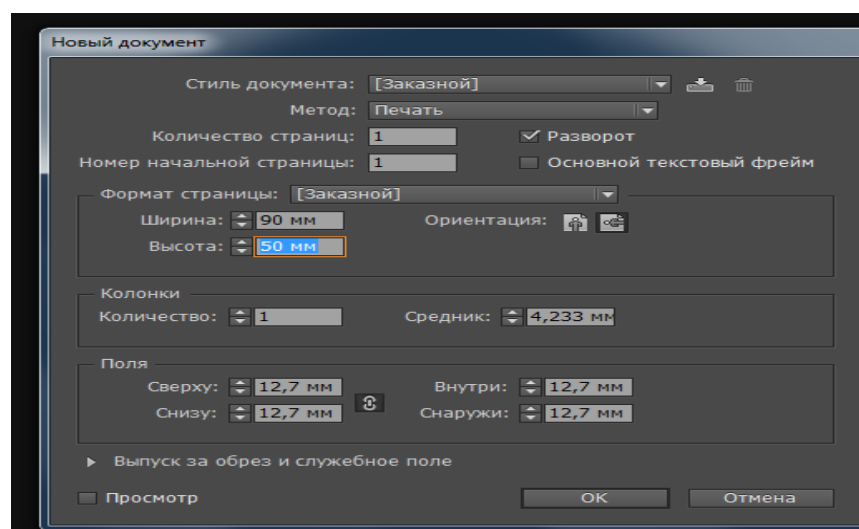 Новый документ
Стиль документа: [Заказной]
Метод: Печать
Количество страниц: 1 Разворот
Номер начальной страницы: 1 Основной текстовый фрейм
Формат страницы: [Заказной]
Ширина: 90 мм Ориентация:
Высота: 50 мм
Колонки
Количество: 1 Средник: 4,233 мм
Поля
Сверху: 12,7 мм Внутри: 12,7 мм
Снизу: 12,7 мм Снаружи: 12,7 мм
Выпуск за обрез и служебное поле
Просмотр OK Отмена